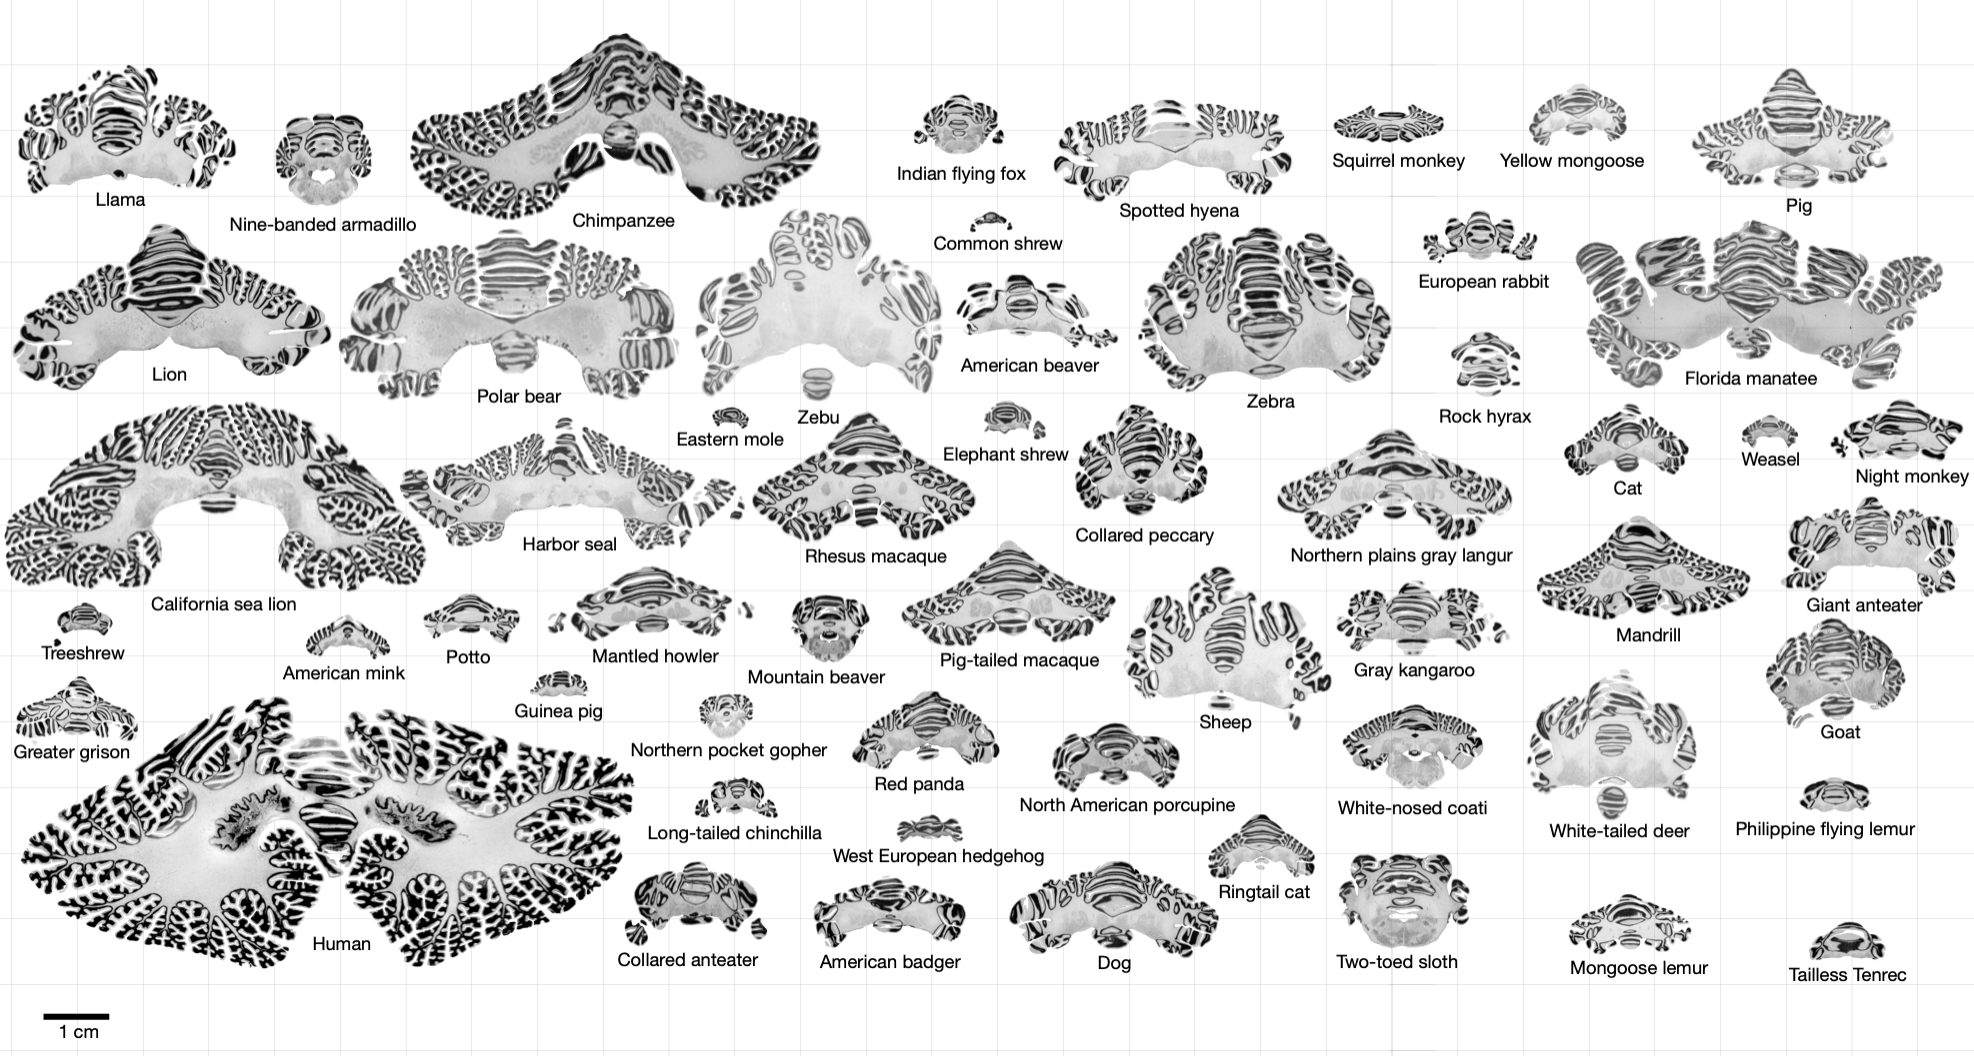 Llama
Nine-banded armadillo
Chimpanzee
Indian flying fox
Spotted hyena
Squirrel monkey
Yellow mongoose
Pig
Common shrew
European rabbit
Lion
Polar bear
Zebu
American beaver
Zebra
Rock hyrax
Florida manatee
Eastern mole
Elephant shrew
Cat
Weasel
Night monkey
California sea lion
Harbor seal
Rhesus macaque
Collared peccary
Northern plains gray langur
Mandrill
Giant anteater
Treeshrew
American mink
Potto
Mantled howler
Mountain beaver
Pig-tailed macaque
Sheep
Gray kangaroo
Goat
Greater grison
Guinea pig
Northern pocket gopher
Red panda
North American porcupine
White-nosed coati
White-tailed deer
Philippine flying lemur
Long-tailed chinchilla
West European hedgehog
Ringtail cat
Human
Collared anteater
American badger
Dog
Two-toed sloth
Mongoose lemur
Tailless Tenrec
1 cm